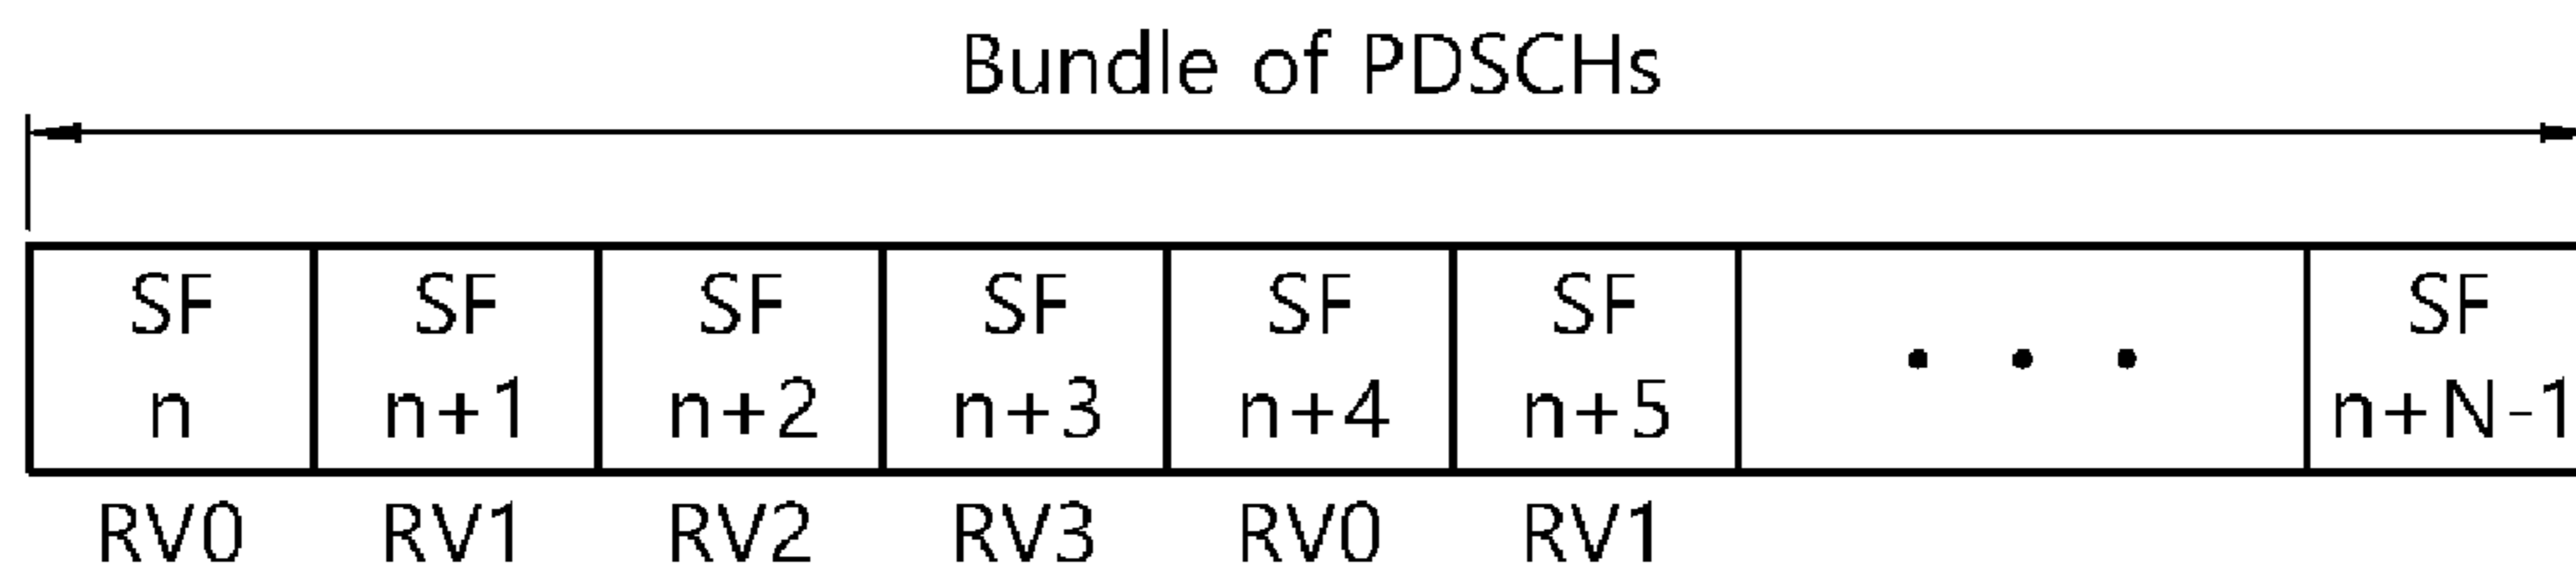 Bundle of PDSCHs
SF SF SF SF SF SF SF
n n+1 n+2 n+3 n+4 n+5 • • • n+N-1
RV0 RV1 RV2 RV3 RV0 RV1